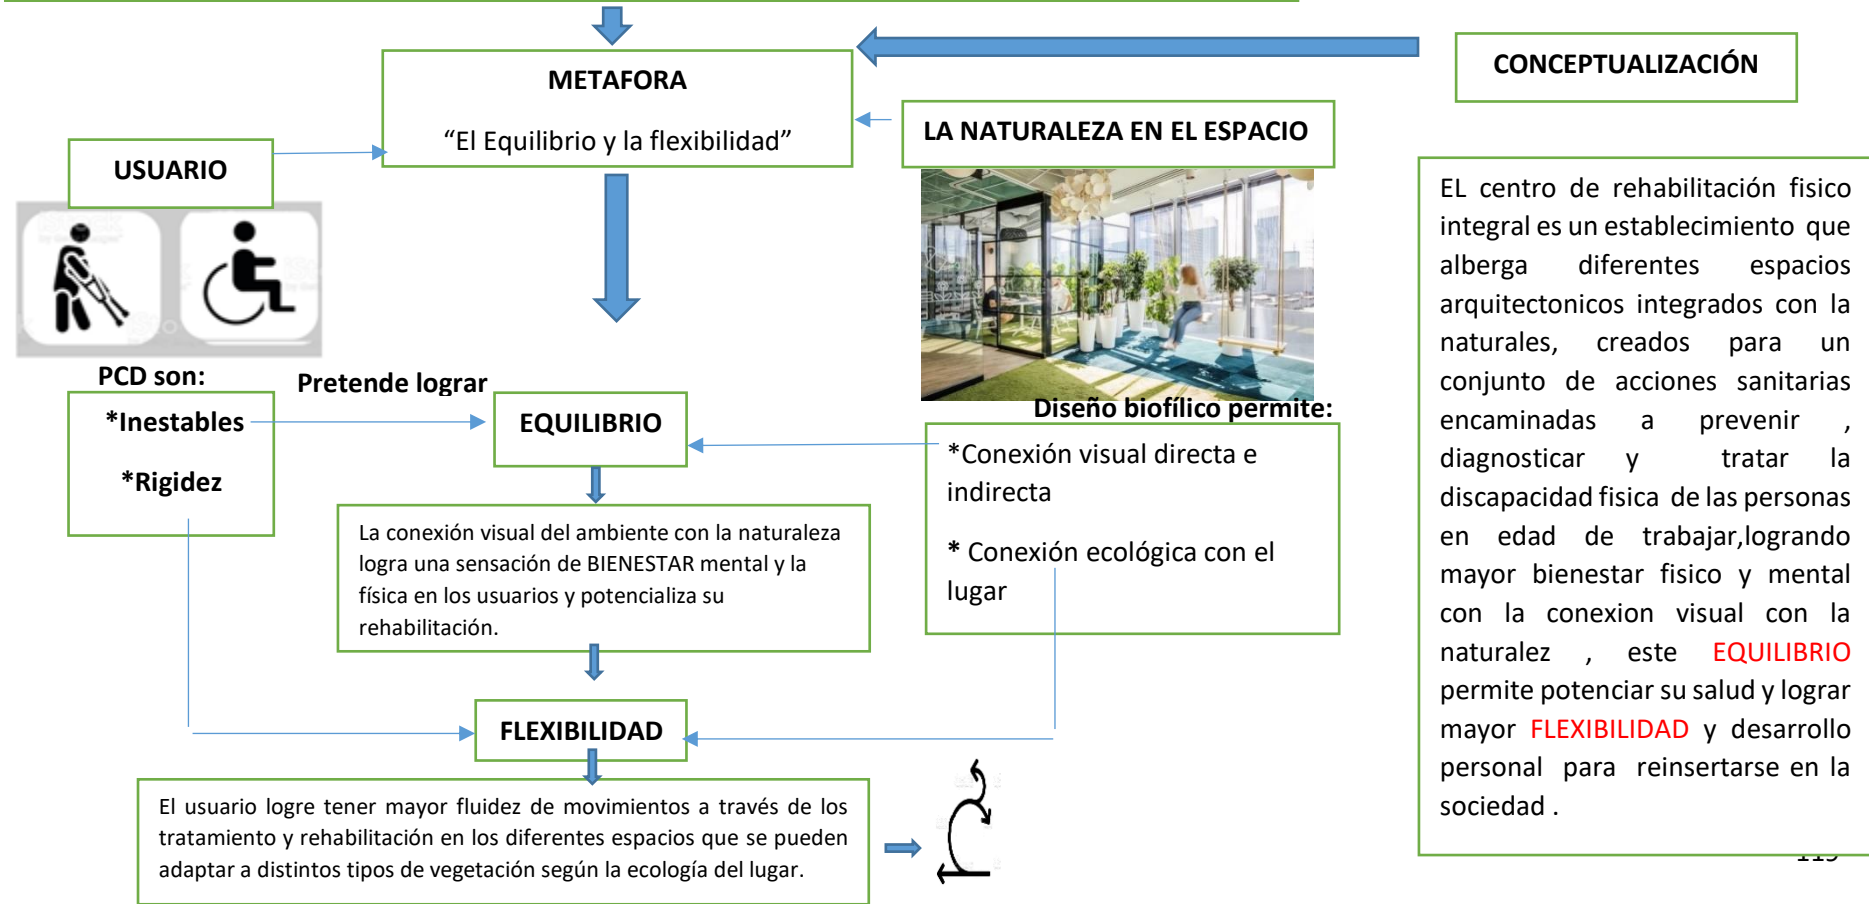 METAFORA
“El Equilibrio y la flexibilidad”
CONCEPTUALIZACIÓN
LA NATURALEZA EN EL ESPACIO
USUARIO
PCD son:
*Inestables
*Rigidez
Pretende lograr
EQUILIBRIO
Diseño biofílico permite:
*Conexión visual directa e
indirecta
* Conexión ecológica con el
lugar
La conexión visual del ambiente con la naturaleza
logra una sensación de BIENESTAR mental y la
física en los usuarios y potencializa su
rehabilitación.
FLEXIBILIDAD
El usuario logre tener mayor fluidez de movimientos a través de los
tratamiento y rehabilitación en los diferentes espacios que se pueden
adaptar a distintos tipos de vegetación según la ecología del lugar.
EL centro de rehabilitación fisico
integral es un establecimiento que
alberga diferentes espacios
arquitectonicos integrados con la
naturales, creados para un
conjunto de acciones sanitarias
encaminadas a prevenir ,
diagnosticar y tratar la
discapacidad fisica de las personas
en edad de trabajar,logrando
mayor bienestar fisico y mental
con la conexion visual con la
naturalez , este EQUILIBRIO
permite potenciar su salud y lograr
mayor FLEXIBILIDAD y desarrollo
personal para reinsertarse en la
sociedad .